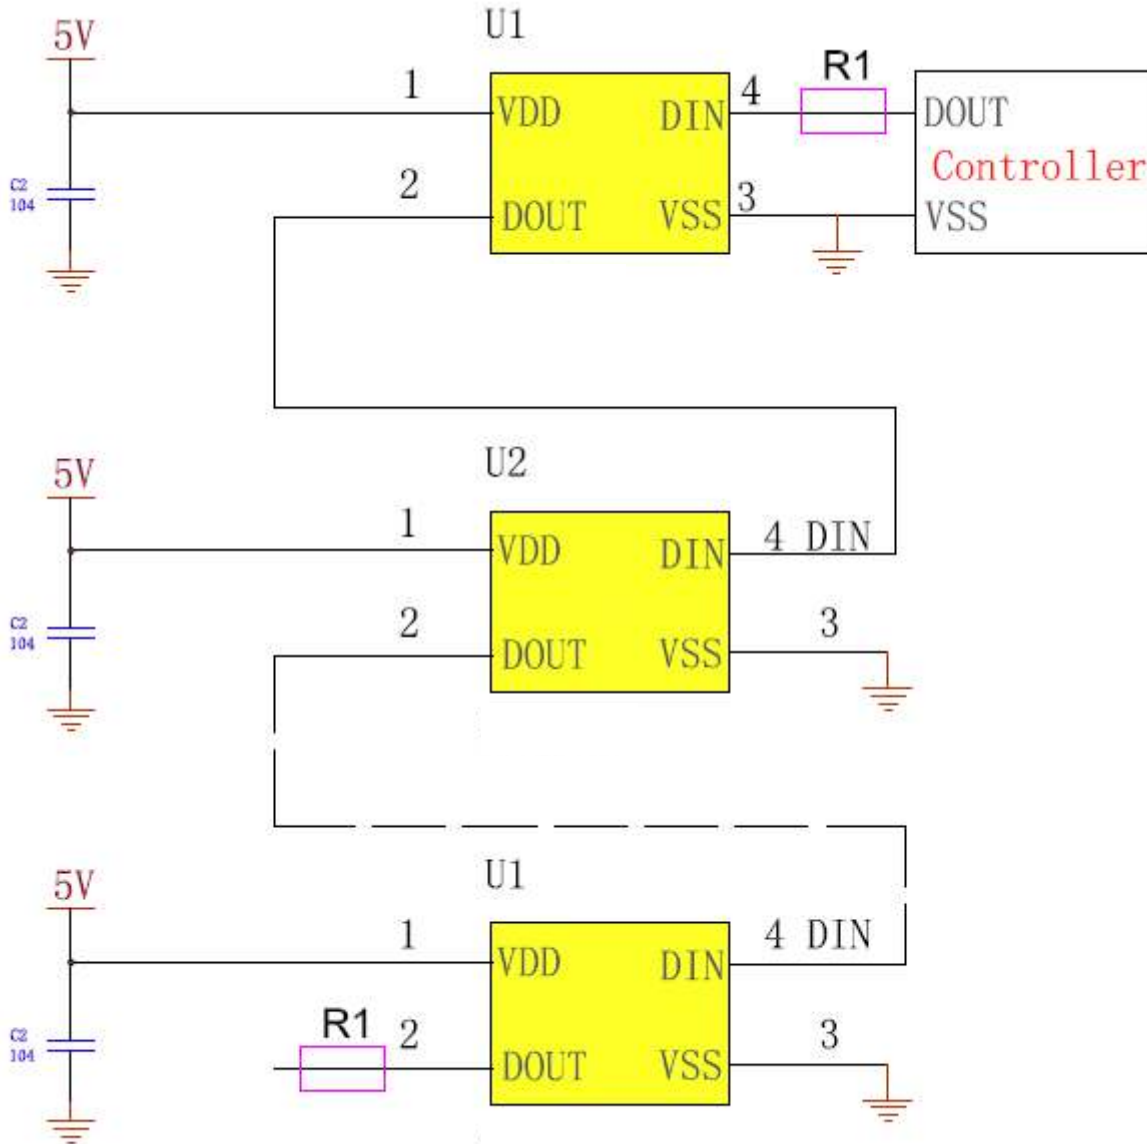 U1
5V
1
VDD
DIN
4
R1
DOUT
Controller
C2
104
2
DOUT
VSS
3
VSS
U2
5V
1
VDD
DIN
4 DIN
C2
104
2
DOUT
VSS
3
U1
5V
1
VDD
DIN
4 DIN
C2
104
R1
2
DOUT
VSS
3